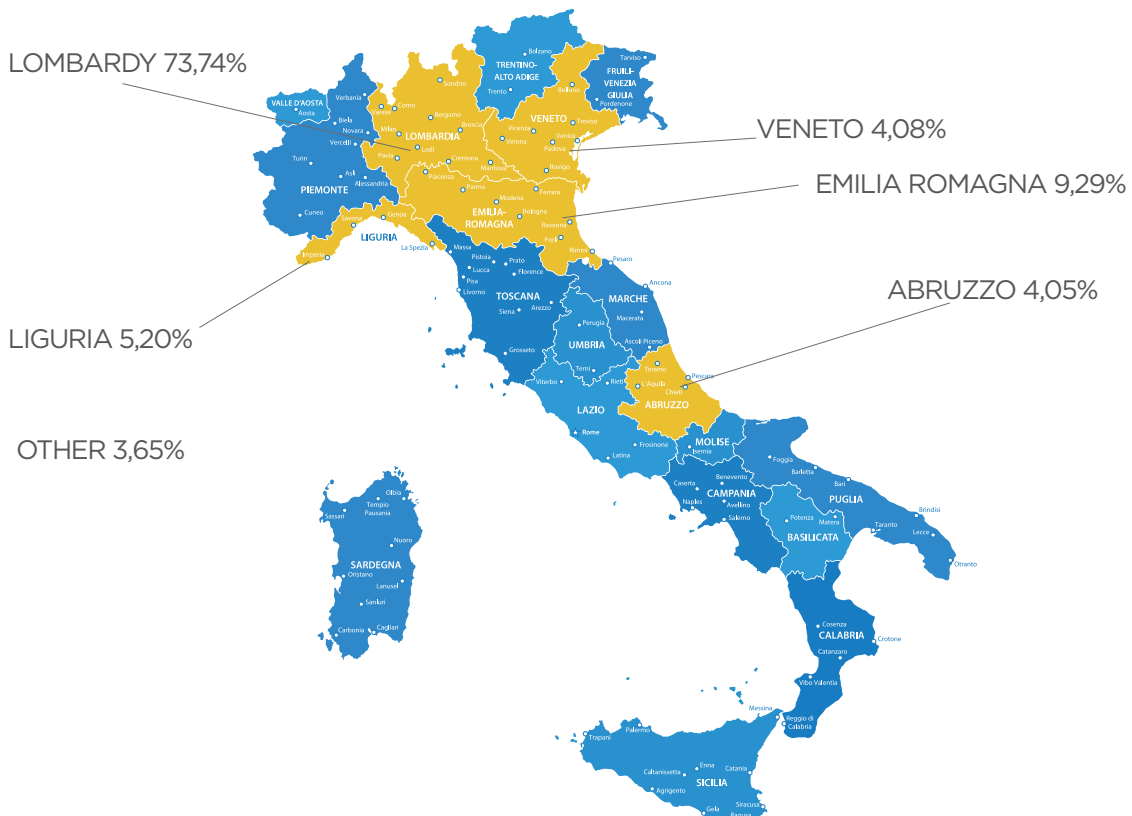 LOMBARDY 73,74%
VENETO 4,08%
EMILIA ROMAGNA 9,29%
ABRUZZO 4,05%
LIGURIA 5,20%
OTHER 3,65%
Bolzano
TRENTINO-
ALTO ADIGE
Trento
Tarviso
FRUILI-
VENEZIA
GIULIA
Pordenone
Belluno
VENETO
Treviso
Vicenza
Verona
Venice
Padova
Rovigo
VALLE D'AOSTA
Aosta
Verbania
Biela
Novara
Vercelli
Turin
Asti
Alessandria
PIEMONTE
Cuneo
Sondrio
Varese
Como
Bergamo
Brescia
Milan
LOMBARDIA
Lodi
Pavia
Cremona
Mantova
Piacenza
Parma
Ferrara
Modena
EMILIA-
ROMAGNA
Bologna
Ravenna
Forlì
Rimini
Savona
Genoa
LIGURIA
Imperia
La Spezia
Massa
Pistoia
Prato
Lucca
Florence
Pisa
Livorno
TOSCANA
Arezzo
Siena
Grosseto
Pesaro
Ancona
MARCHE
Macerata
Ascoli Piceno
Perugia
UMBRIA
Terni
Viterbo
Rieti
LAZIO
Rome
Frosinone
Latina
Teramo
Pescara
L'Aquila
Chieti
ABRUZZO
MOLISE
Isernia
Foggia
Barletta
Bari
PUGLIA
Brindisi
Taranto
Lecce
Otranto
Benevento
Caserta
CAMPANIA
Naples
Avellino
Salerno
Potenza
Matera
BASILICATA
Cosenza
CALABRIA
Crotone
Catanzaro
Vibo Valentia
Reggio di
Calabria
Olbia
Tempio
Pausania
Sassari
Nuoro
SARDEGNA
Oristano
Lanusel
Sanluri
Carbonia
Cagliari
Messina
Palermo
Trapani
Enna
Caltanissetta
Catania
SICILIA
Agrigento
Siracusa
Gela